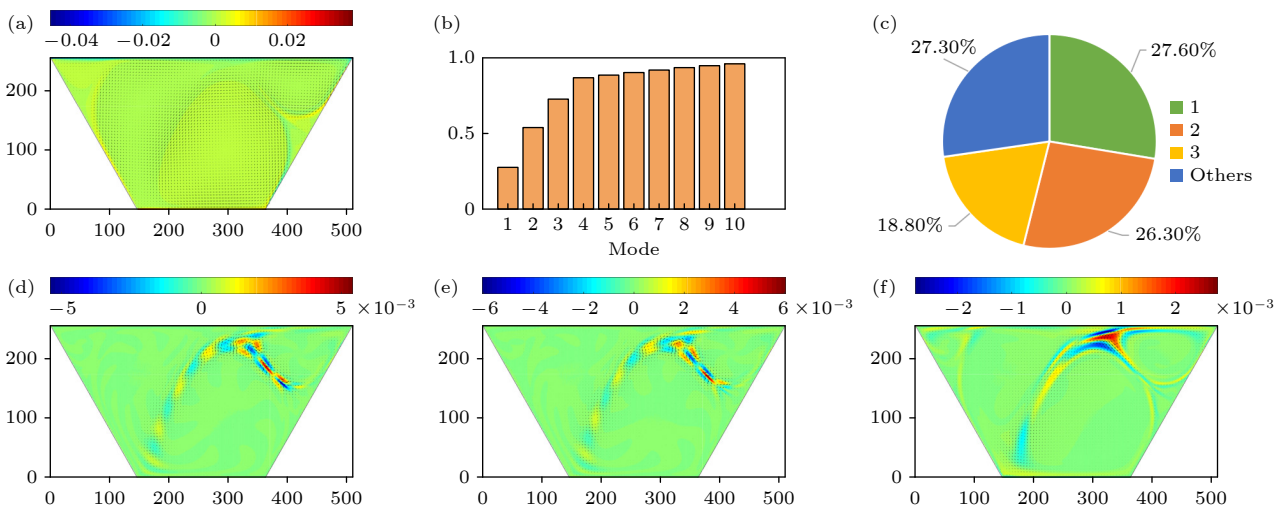 (a)
−0.04 −0.02 0 0.02
200
100
0
0 100 200 300 400 500
(b)
1.0
0.5
0
1 2 3 4 5 6 7 8 9 10
Mode
(c)
27.30%
27.60%
18.80%
26.30%
1
2
3
Others
(d)
−5 0 5 ×10⁻³
200
100
0
0 100 200 300 400 500
(e)
−6 −4 −2 0 2 4 6 ×10⁻³
200
100
0
0 100 200 300 400 500
(f)
−2 −1 0 1 2 ×10⁻³
200
100
0
0 100 200 300 400 500